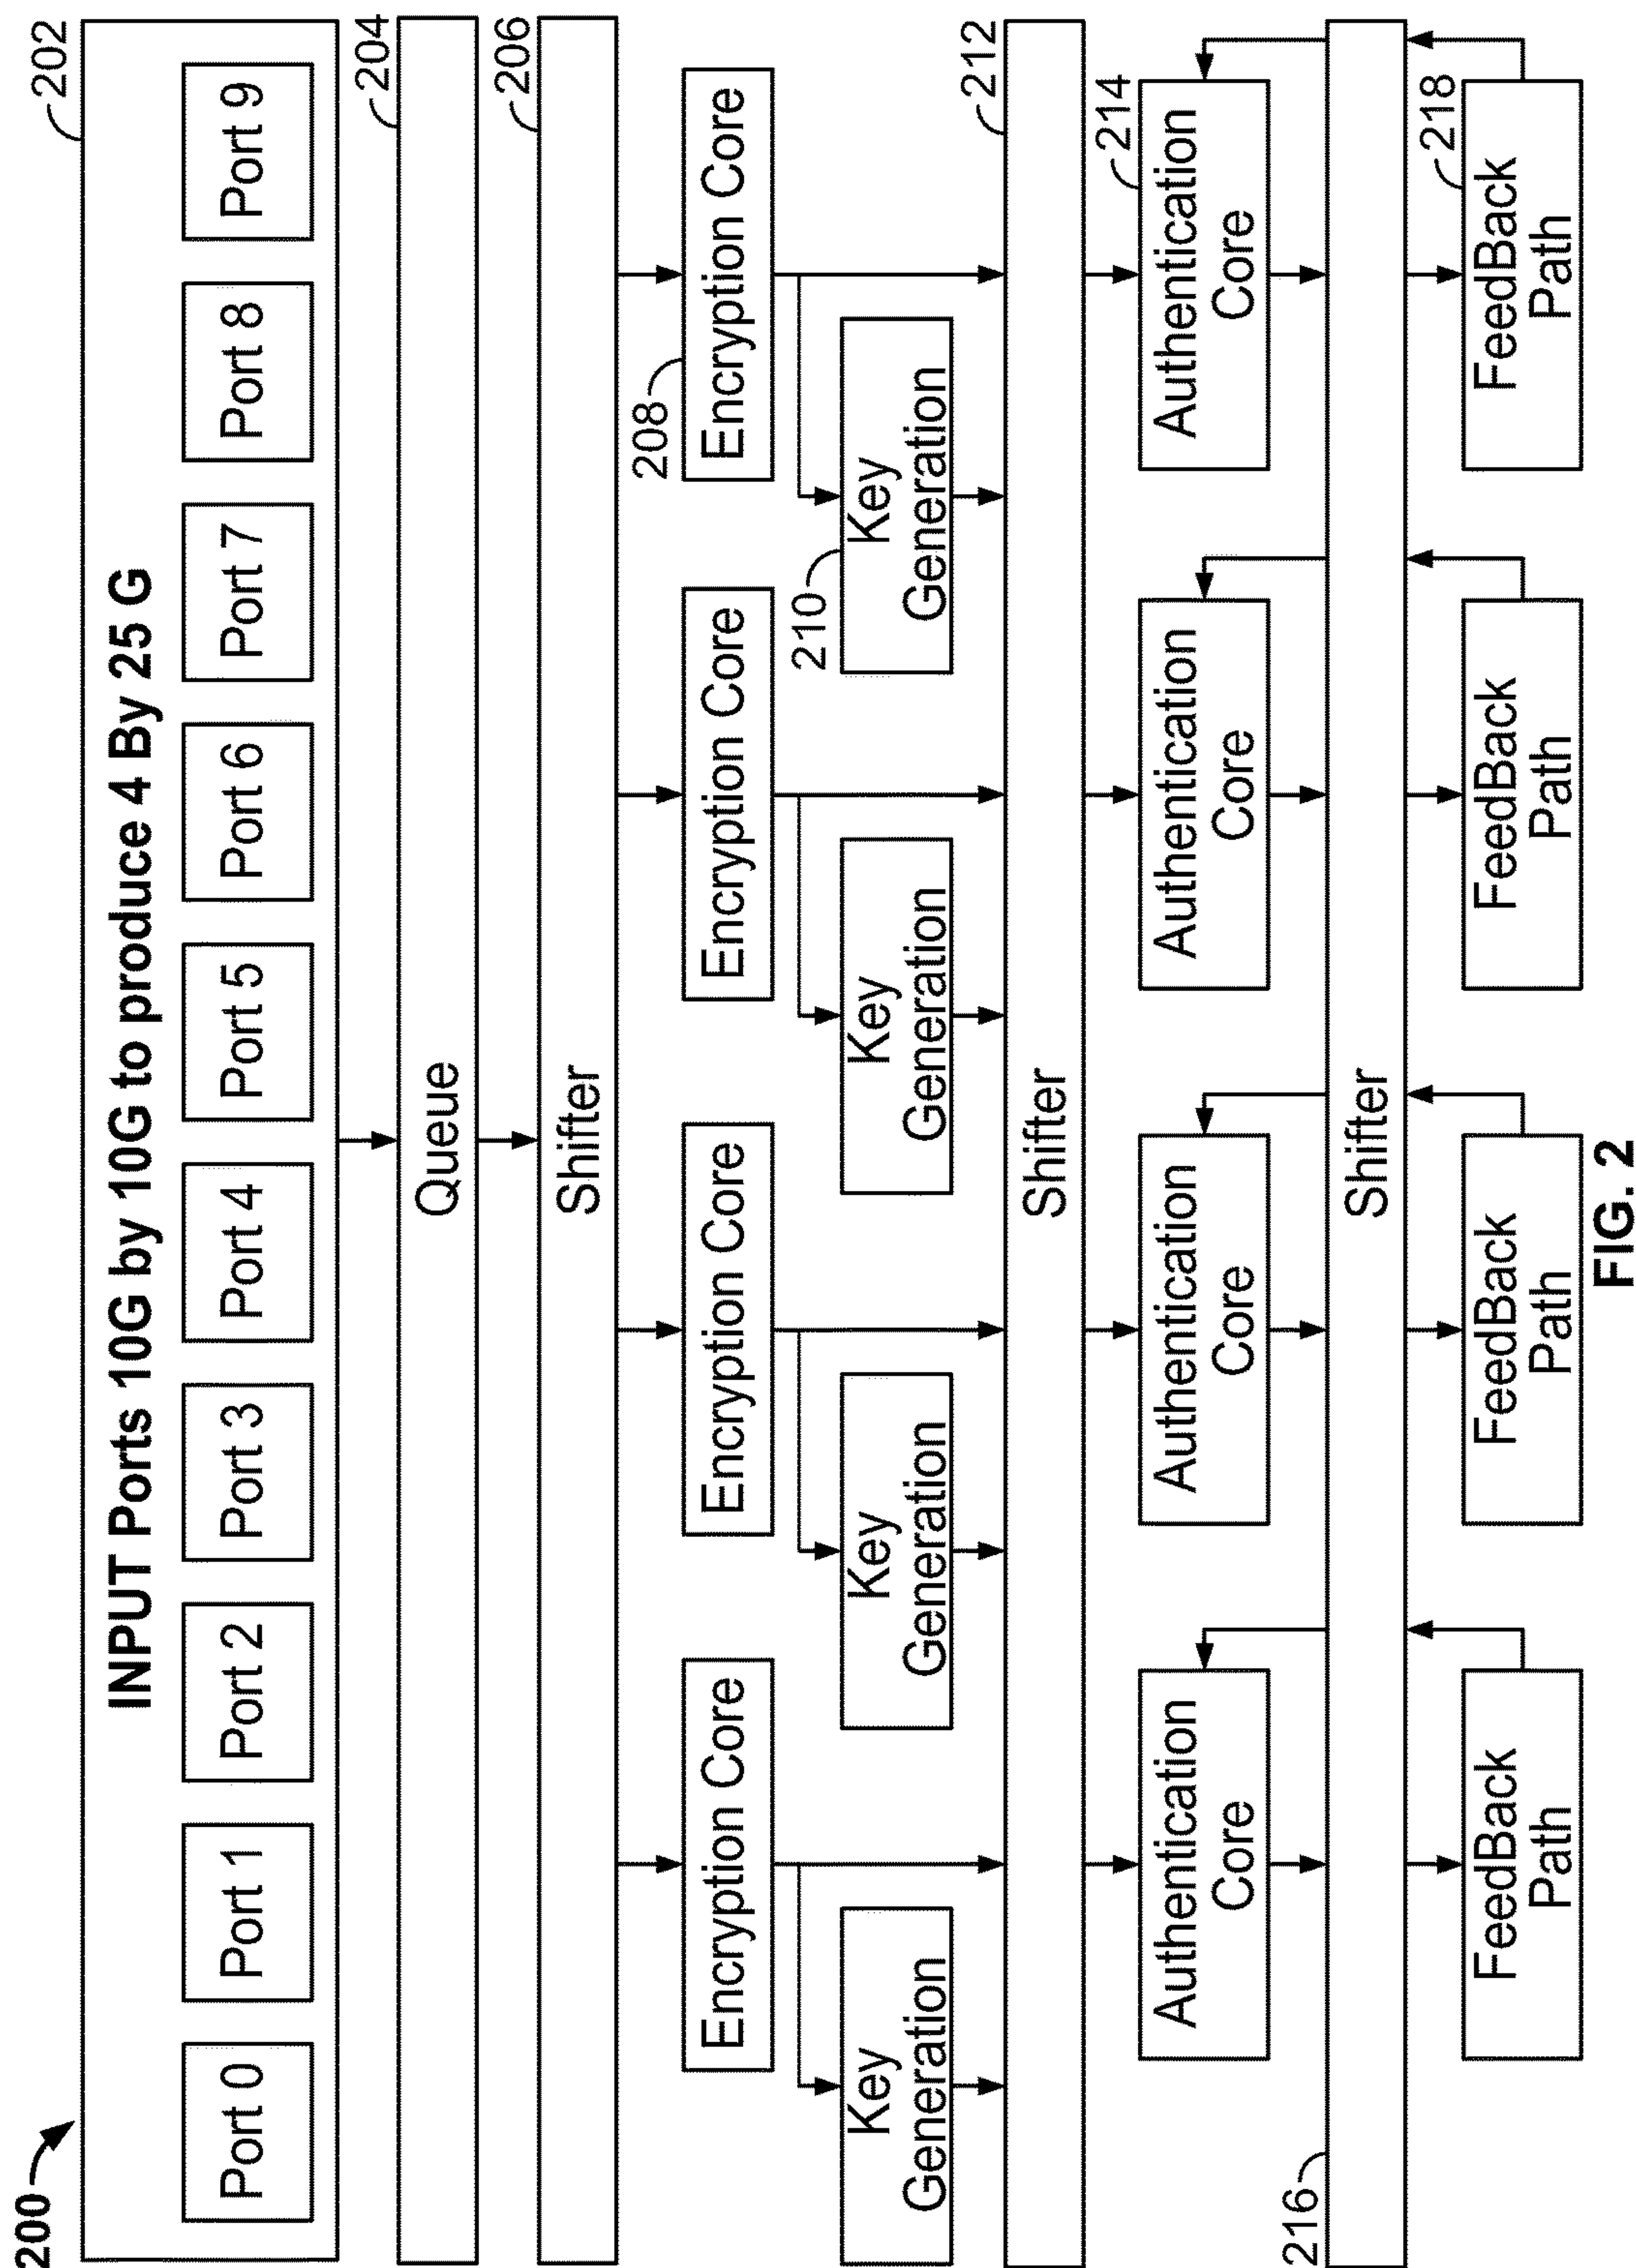 200
202
INPUT Ports 10G by 10G to produce 4 By 25 G
Port 0
Port 1
Port 2
Port 3
Port 4
Port 5
Port 6
Port 7
Port 8
Port 9
204
Queue
206
Shifter
Encryption Core
Encryption Core
Encryption Core
208
Encryption Core
Key
Generation
Key
Generation
Key
Generation
210
Key
Generation
212
Shifter
214
Authentication
Core
Authentication
Core
Authentication
Core
Authentication
Core
216
Shifter
218
FeedBack
Path
FeedBack
Path
FeedBack
Path
FeedBack
Path
FIG. 2